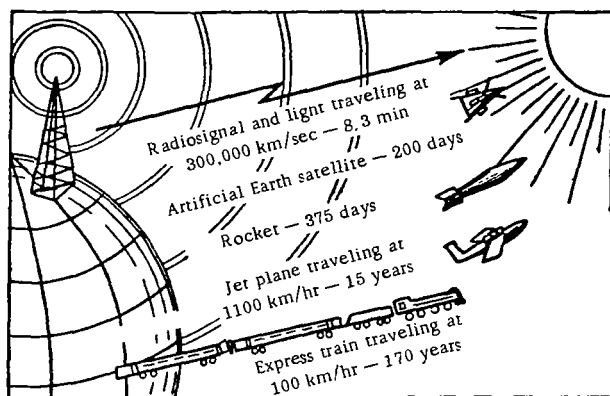 Radiosignal and light traveling at
300,000 km/sec — 8.3 min
Artificial Earth satellite — 200 days
Rocket — 375 days
Jet plane traveling at
1100 km/hr — 15 years
Express train traveling at
100 km/hr — 170 years